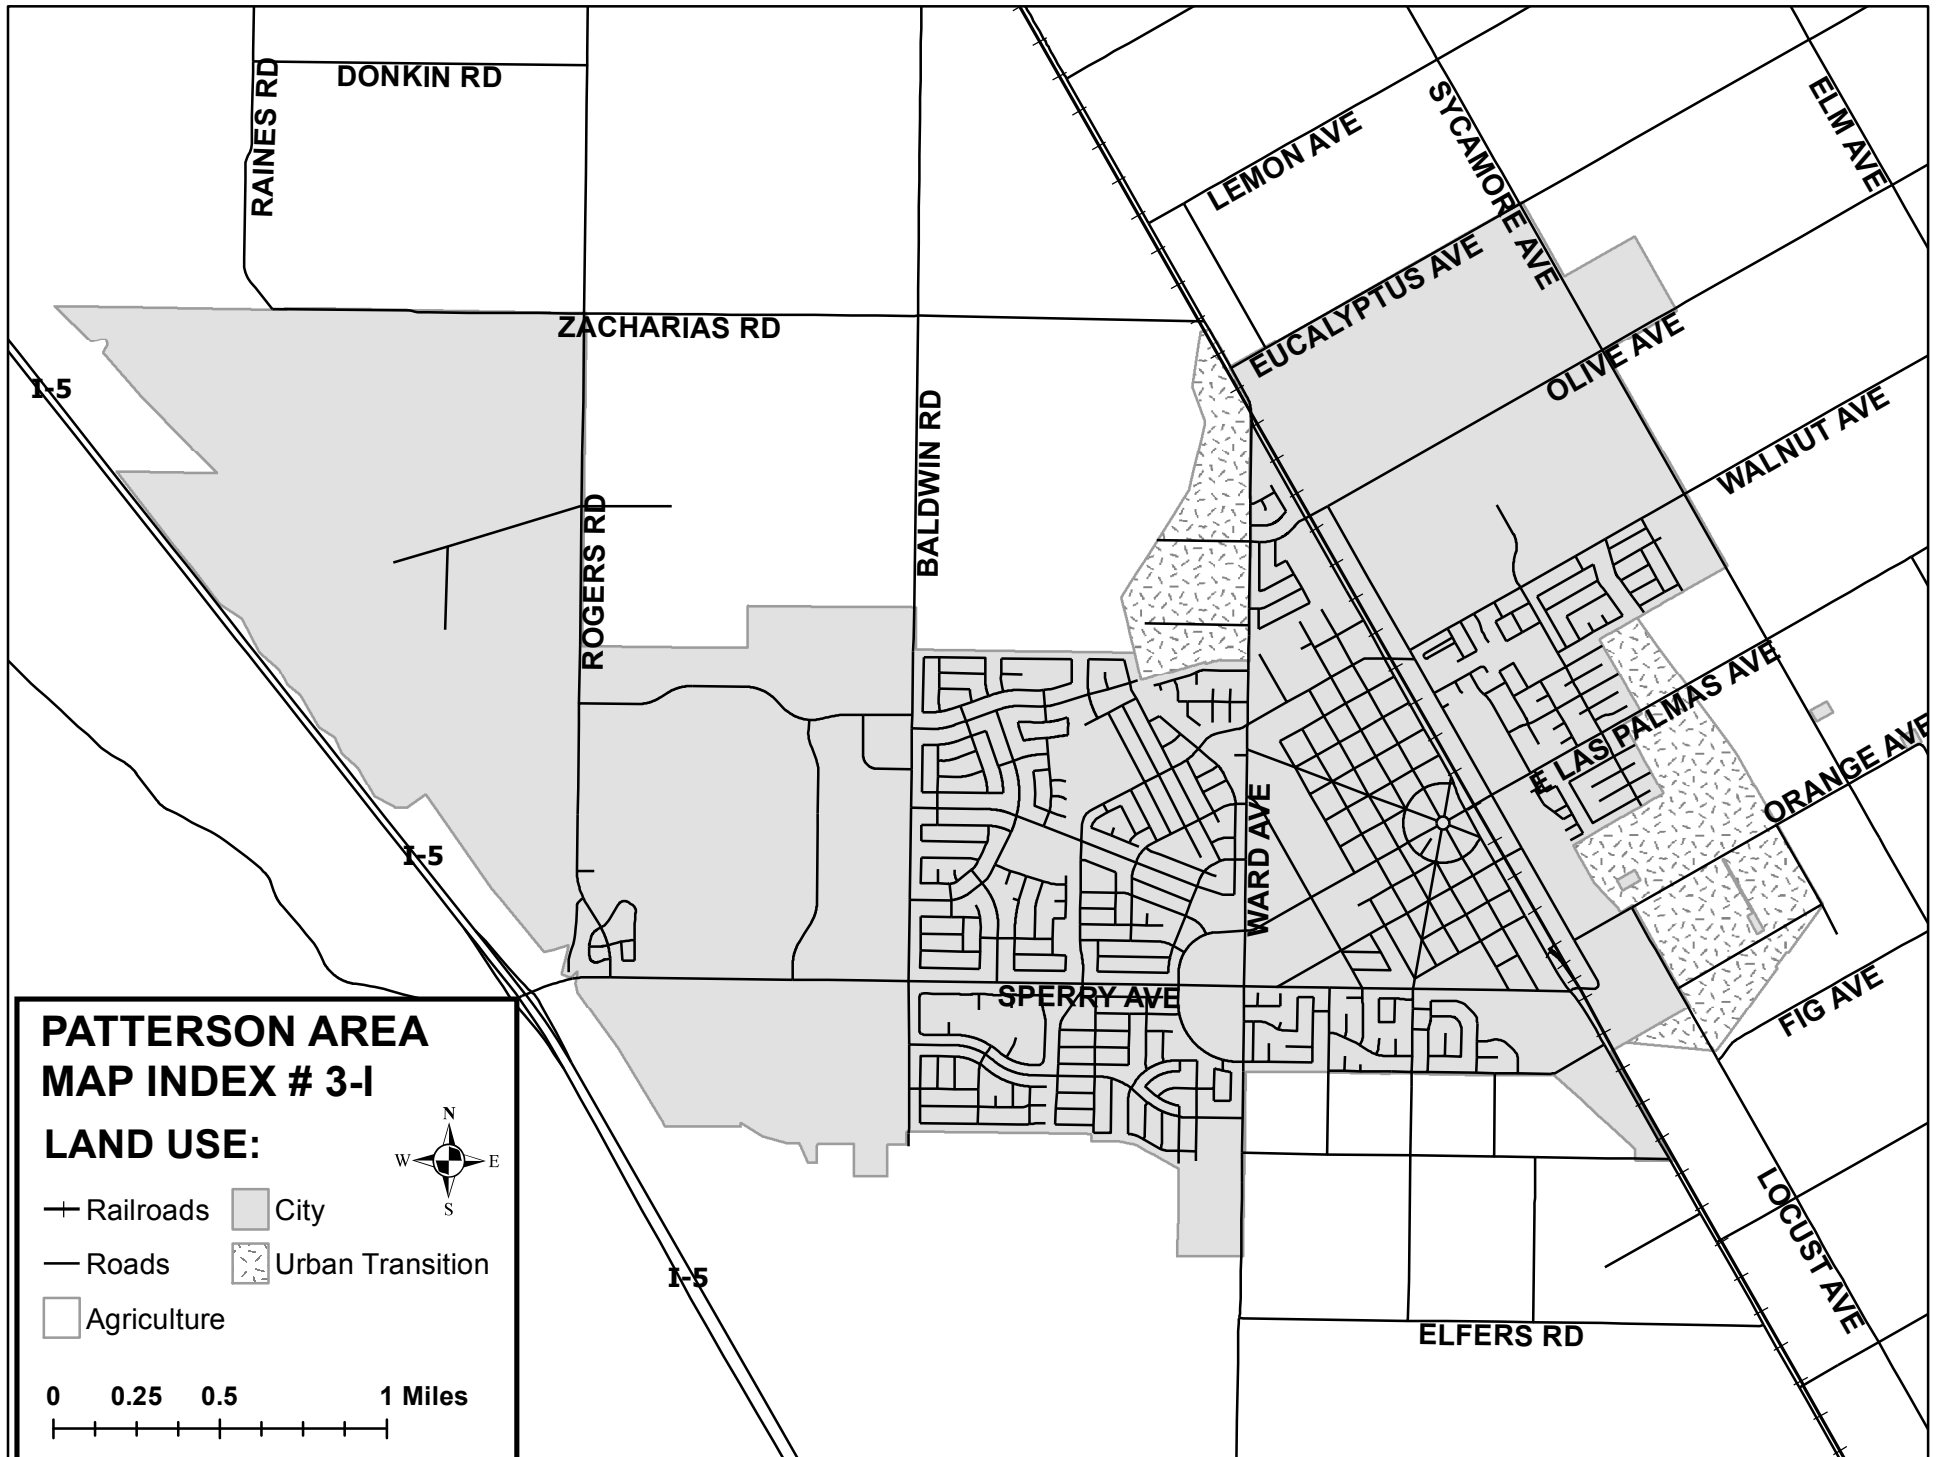 DONKIN RD
RAINES RD
LEMON AVE
SYCAMORE AVE
ELM AVE
EUCALYPTUS AVE
ZACHARIAS RD
OLIVE AVE
I-5
WALNUT AVE
BALDWIN RD
ROGERS RD
E LAS PALMAS AVE
ORANGE AVE
WARD AVE
I-5
SPERRY AVE
FIG AVE
LOCUST AVE
I-5
ELFERS RD
PATTERSON AREA
MAP INDEX # 3-I
LAND USE:
N
W E
S
Railroads City
Roads Urban Transition
Agriculture
0 0.25 0.5 1 Miles